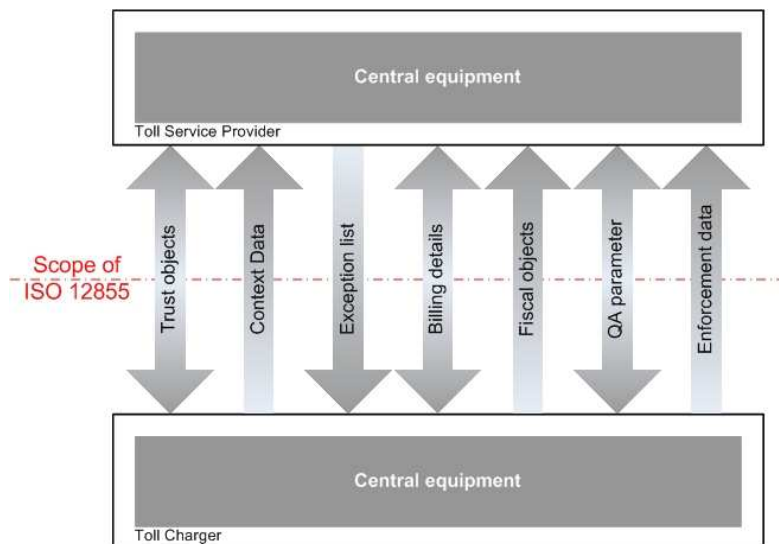 Central equipment
Toll Service Provider
Scope of
ISO 12855
Trust objects
Context Data
Exception list
Billing details
Fiscal objects
QA parameter
Enforcement data
Central equipment
Toll Charger